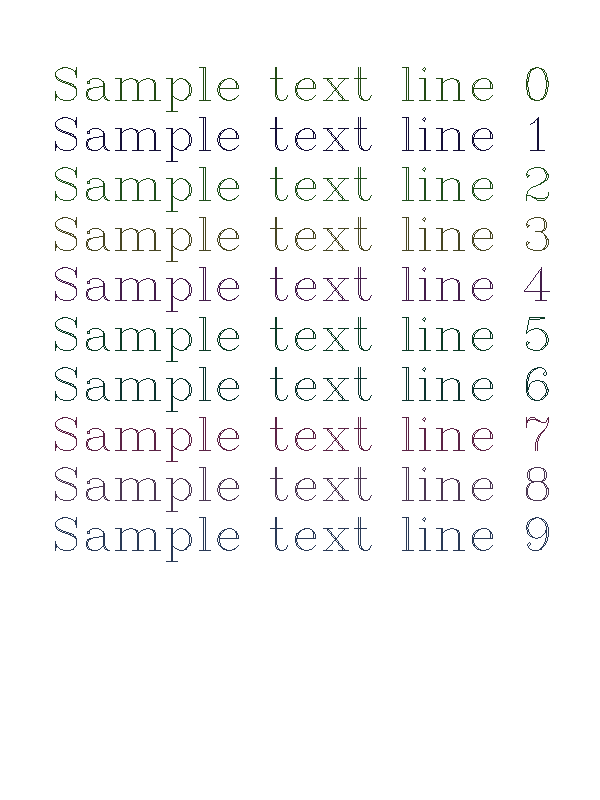 Sample text line 0
Sample text line 1
Sample text line 2
Sample text line 3
Sample text line 4
Sample text line 5
Sample text line 6
Sample text line 7
Sample text line 8
Sample text line 9